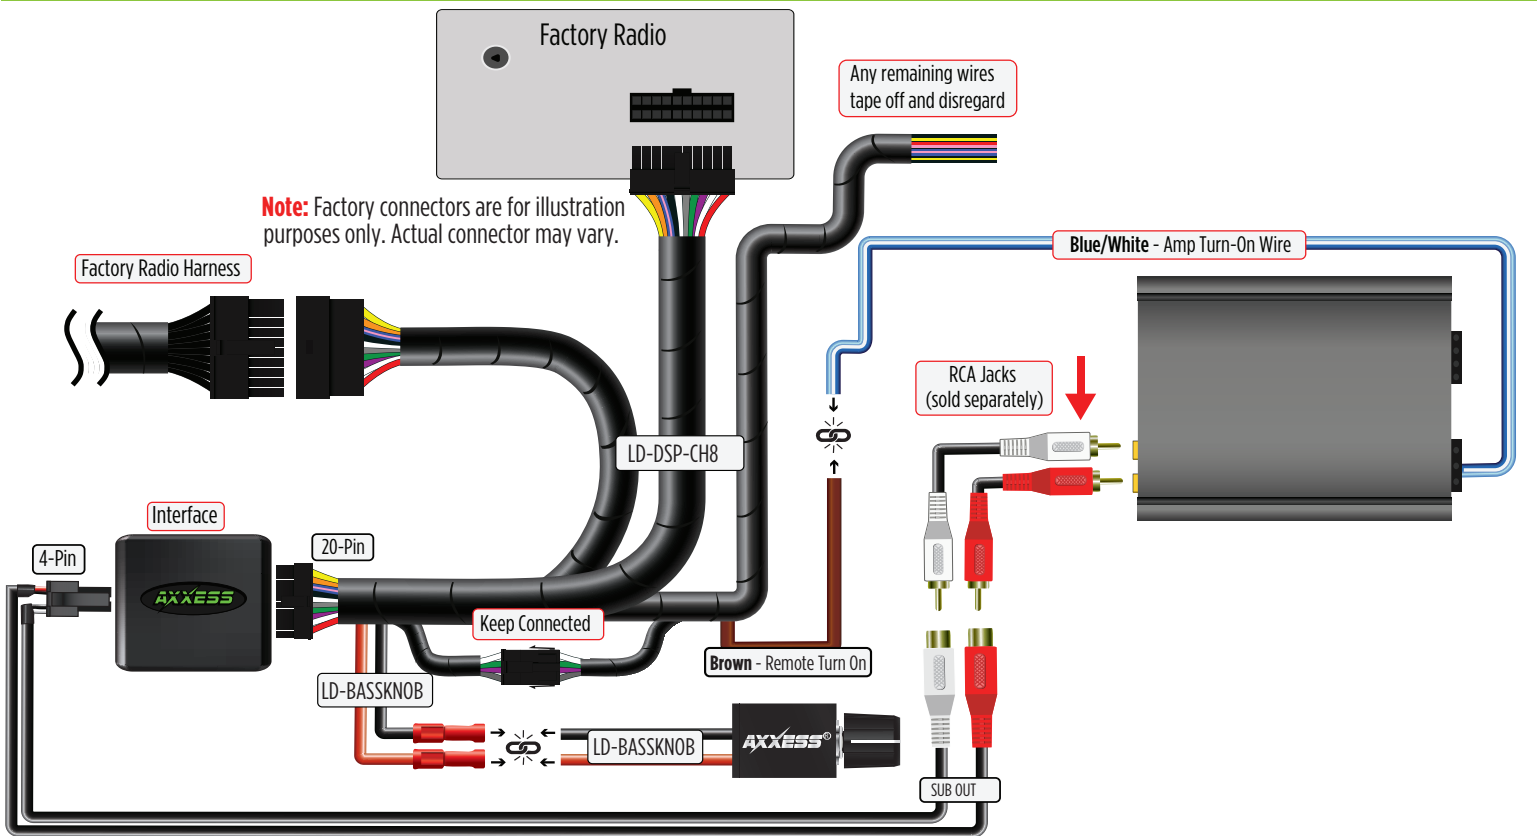 Factory Radio
Any remaining wires
tape off and disregard
Note: Factory connectors are for illustration
purposes only. Actual connector may vary.
Blue/White - Amp Turn-On Wire
Factory Radio Harness
RCA Jacks
(sold separately)
LD-DSP-CH8
Interface
20-Pin
4-Pin
AXXESS
Keep Connected
Brown - Remote Turn On
LD-BASSKNOB
LD-BASSKNOB
AXXESS®
SUB OUT